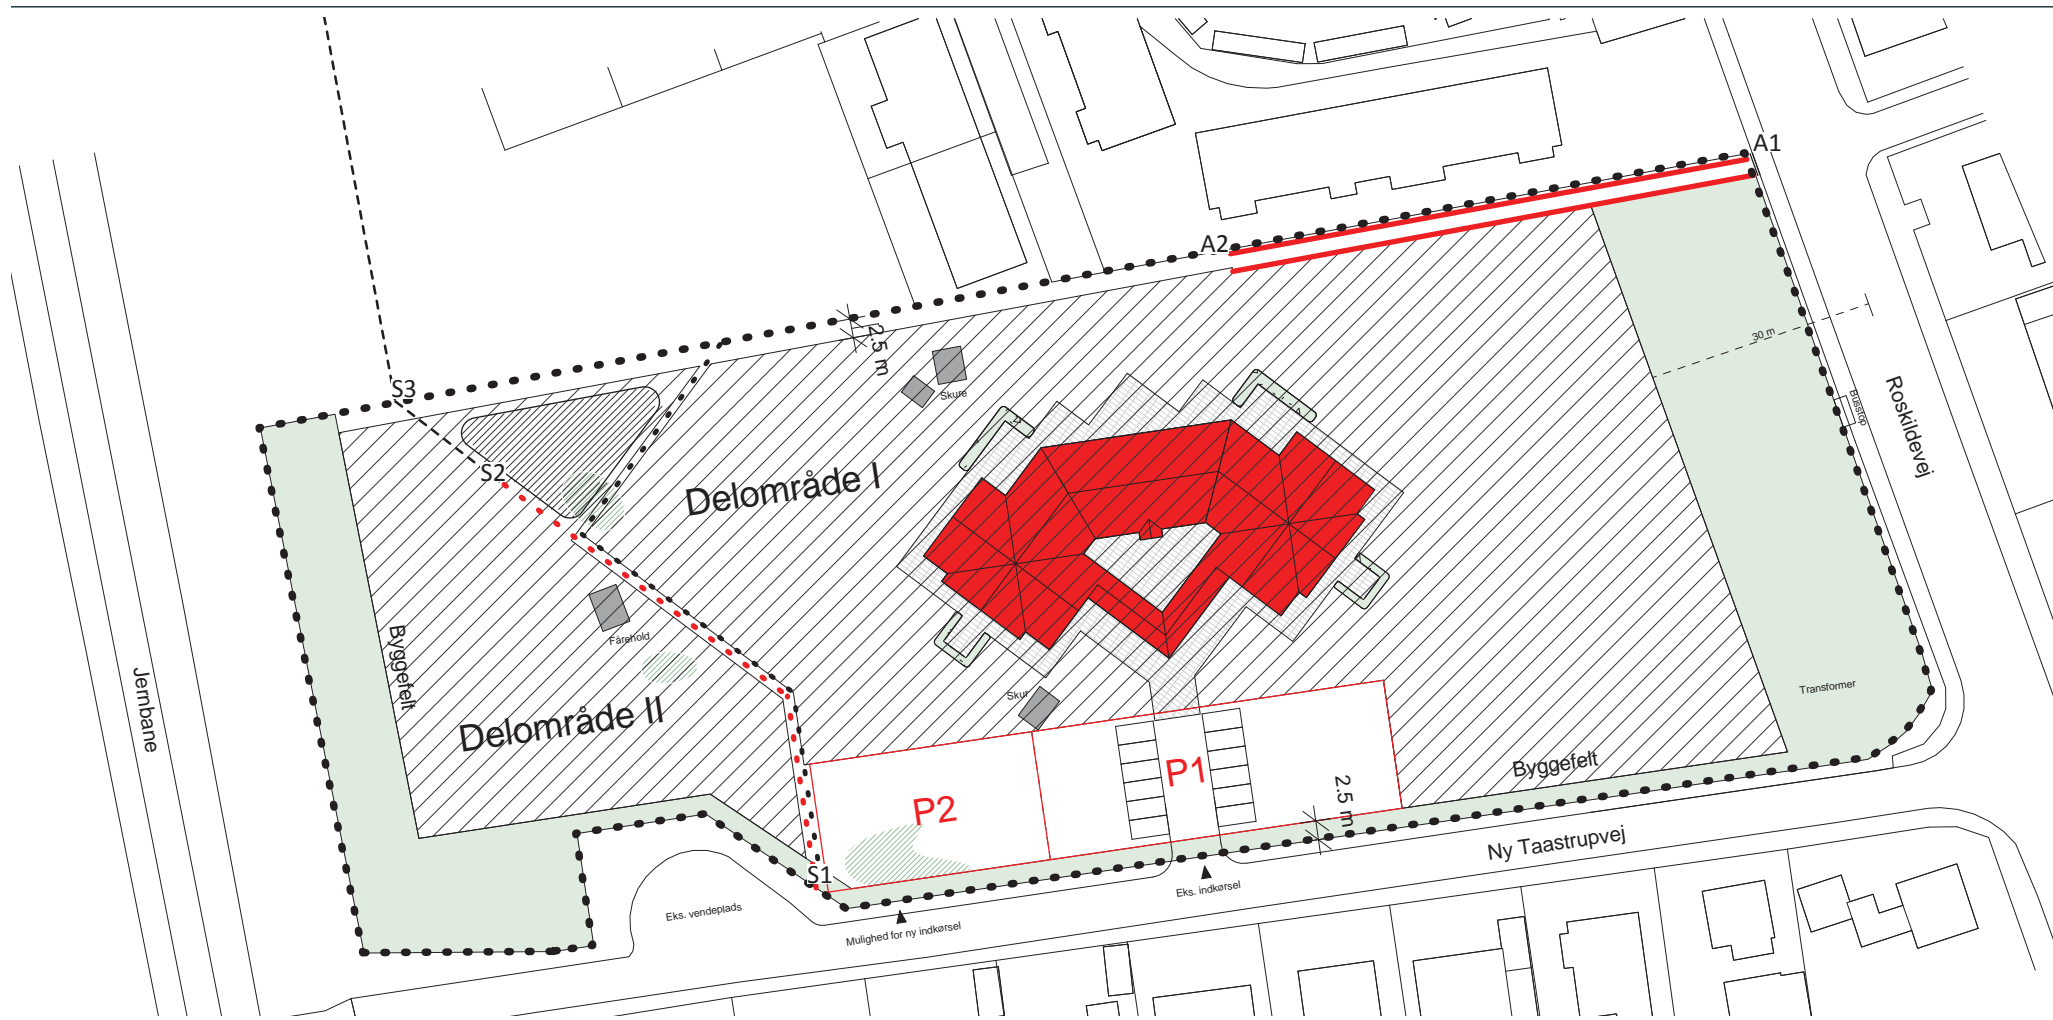 A1
A2
30 m
2.5 m
S3
Skure
Busstop
Roskildevej
S2
Delområde I
Fårehold
Byggefelt
Jernbane
Skur
Transformer
Delområde II
Byggefelt
P1
P2
2.5 m
Ny Taastrupvej
S1
Eks. indkørsel
Eks. vendeplads
Mulighed for ny indkørsel